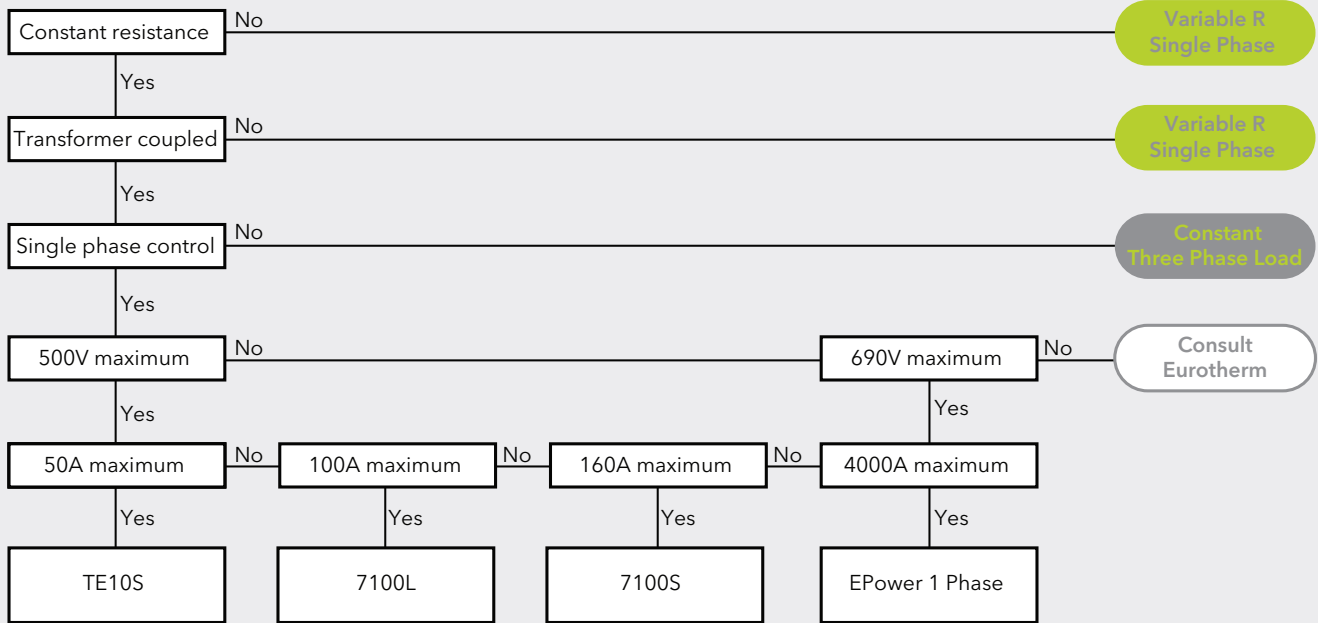 Constant resistance
No
Variable R
Single Phase
Yes
Transformer coupled
No
Variable R
Single Phase
Yes
Single phase control
No
Constant
Three Phase Load
Yes
500V maximum
No
690V maximum
No
Consult
Eurotherm
Yes
Yes
50A maximum
No
100A maximum
No
160A maximum
No
4000A maximum
Yes
Yes
Yes
Yes
TE10S
7100L
7100S
EPower 1 Phase